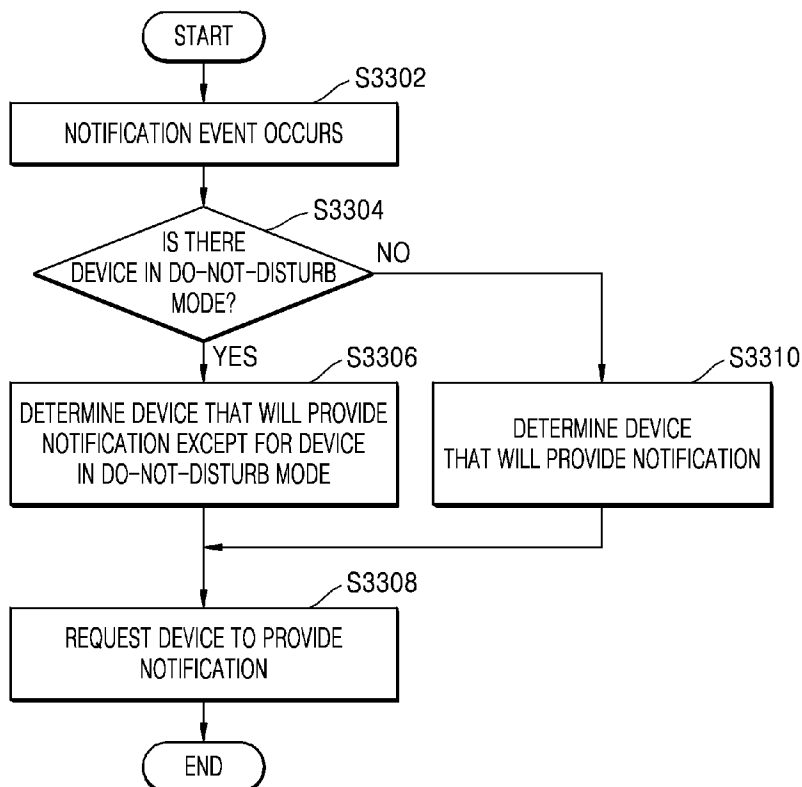 START
S3302
NOTIFICATION EVENT OCCURS
S3304
IS THERE
DEVICE IN DO-NOT-DISTURB
MODE?
NO
YES
S3306
DETERMINE DEVICE THAT WILL PROVIDE
NOTIFICATION EXCEPT FOR DEVICE
IN DO-NOT-DISTURB MODE
S3310
DETERMINE DEVICE
THAT WILL PROVIDE NOTIFICATION
S3308
REQUEST DEVICE TO PROVIDE
NOTIFICATION
END